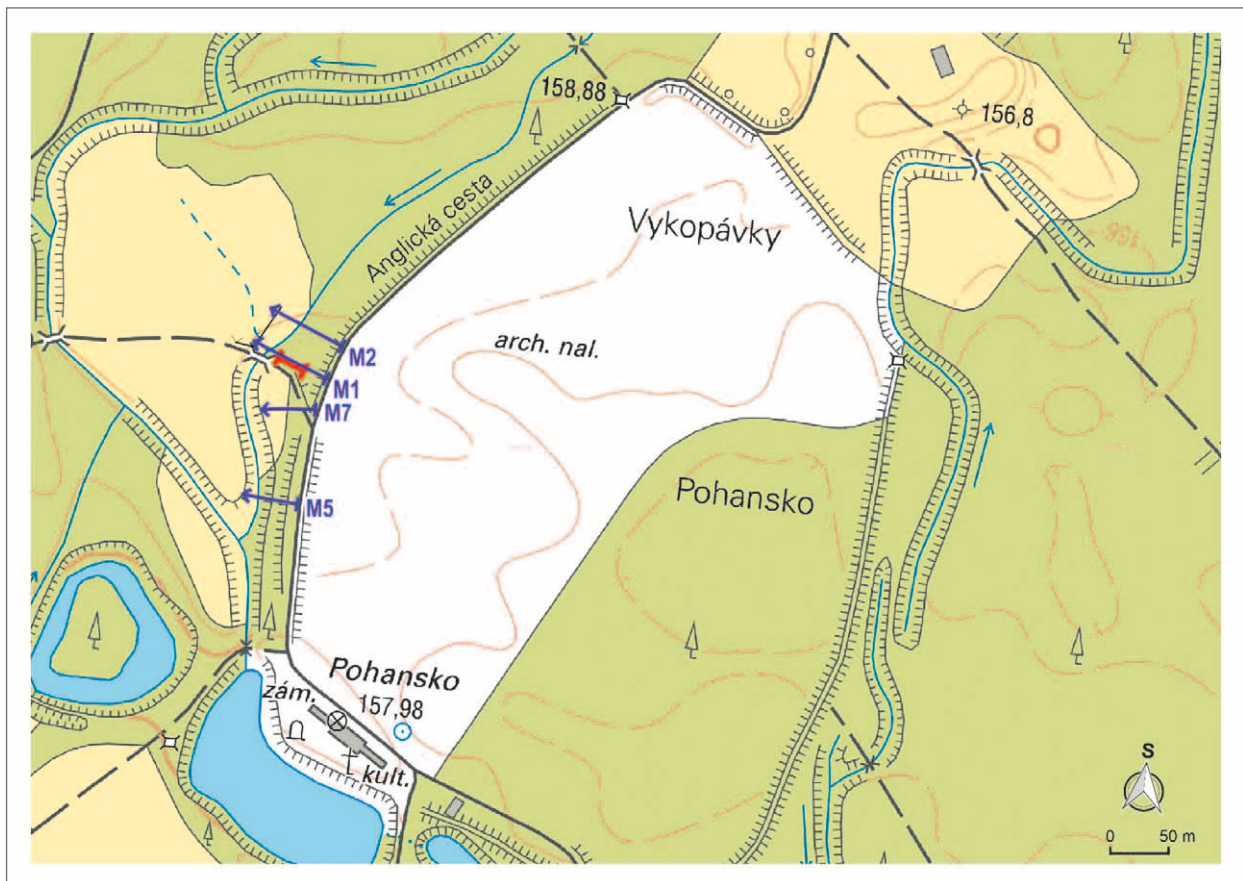 158,88
156,8
Anglická cesta
Vykopávky
156
arch. nal.
M2
M1
M7
M5
Pohansko
Pohansko
zám.
157,98
kult.
S
0 50 m